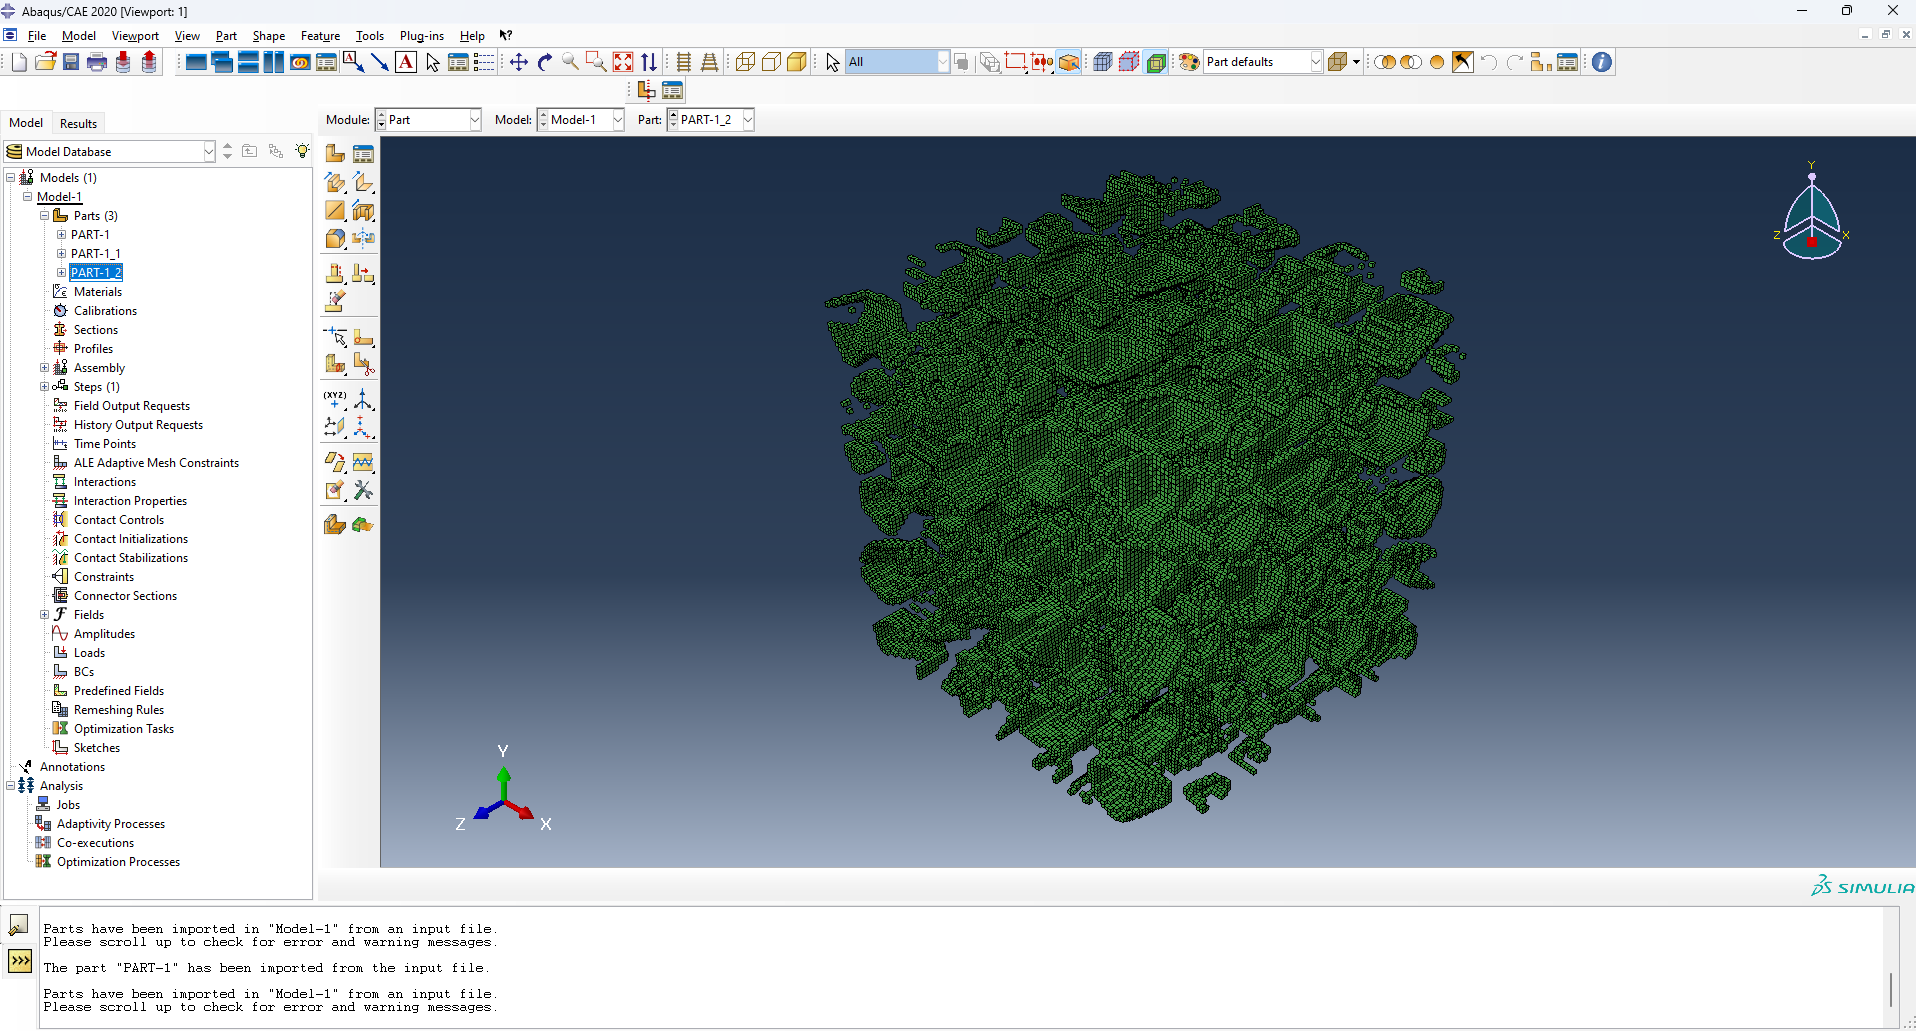 Abaqus/CAE 2020 [Viewport: 1]
File Model Viewport View Part Shape Feature Tools Plug-ins Help
All
Part defaults
Model Results
Module: Part Model: Model-1 Part: PART-1_2
Model Database
Models (1)
Model-1
Parts (3)
PART-1
PART-1_1
PART-1_2
Materials
Calibrations
Sections
Profiles
Assembly
Steps (1)
Field Output Requests
History Output Requests
Time Points
ALE Adaptive Mesh Constraints
Interactions
Interaction Properties
Contact Controls
Contact Initializations
Contact Stabilizations
Constraints
Connector Sections
Fields
Amplitudes
Loads
BCs
Predefined Fields
Remeshing Rules
Optimization Tasks
Sketches
Annotations
Analysis
Jobs
Adaptivity Processes
Co-executions
Optimization Processes
(XYZ)
Y
Z X
Y
Z X
SIMULIA
Parts have been imported in "Model-1" from an input file.
Please scroll up to check for error and warning messages.
The part "PART-1" has been imported from the input file.
Parts have been imported in "Model-1" from an input file.
Please scroll up to check for error and warning messages.